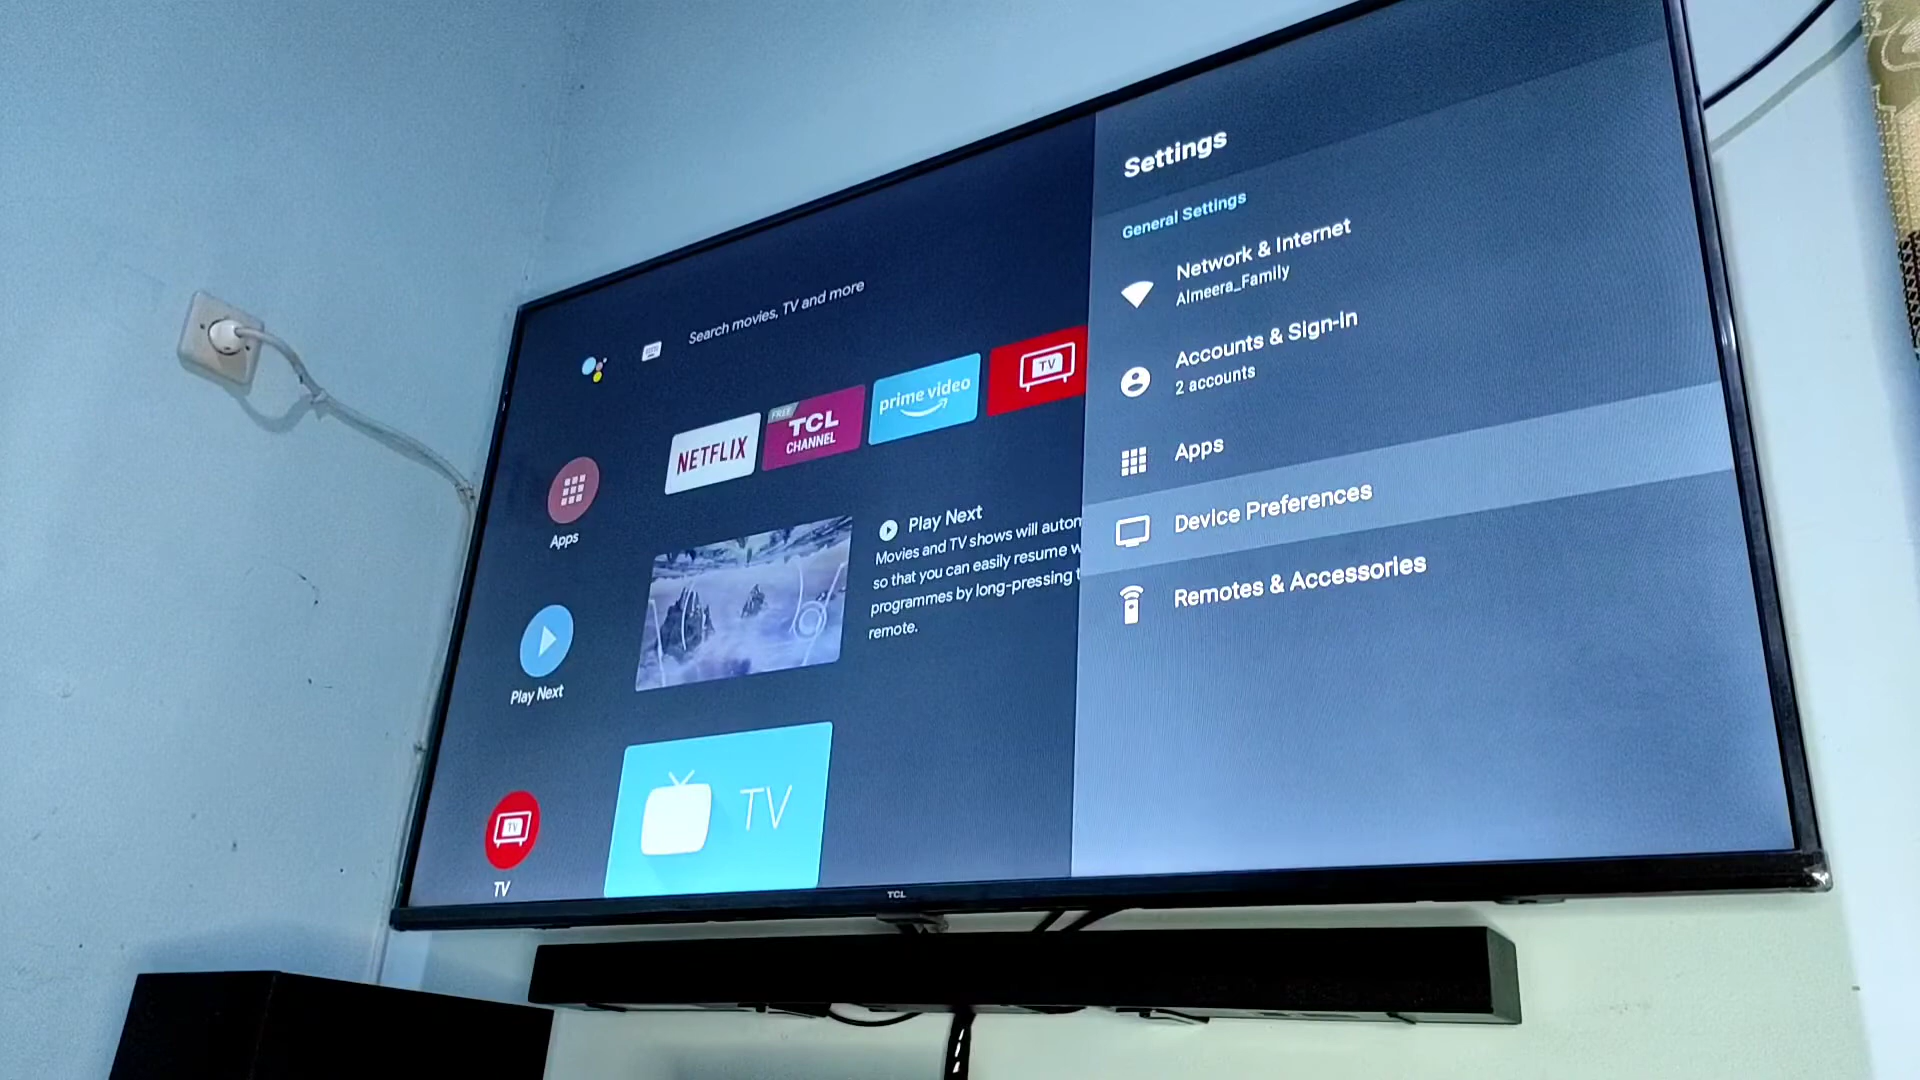 Search movies, TV and more
NETFLIX
FREE
TCL
CHANNEL
prime video
TV
Apps
Play Next
Movies and TV shows will autom
so that you can easily resume w
programmes by long-pressing t
remote.
Play Next
TV
TV
TV
TCL
Settings
General Settings
Network & Internet
Almeera_Family
Accounts & Sign-in
2 accounts
Apps
Device Preferences
Remotes & Accessories